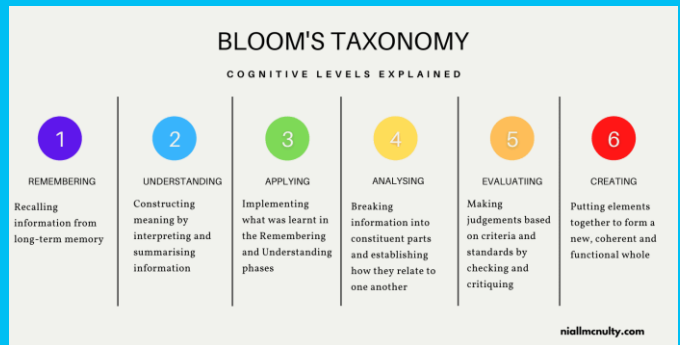 BLOOM'S TAXONOMY
COGNITIVE LEVELS EXPLAINED
1
REMEMBERING
Recalling
information from
long-term memory
2
UNDERSTANDING
Constructing
meaning by
interpreting and
summarising
information
3
APPLYING
Implementing
what was learnt in
the Remembering
and Understanding
phases
4
ANALYSING
Breaking
information into
constituent parts
and establishing
how they relate to
one another
5
EVALUATIING
Making
judgements based
on criteria and
standards by
checking and
critiquing
6
CREATING
Putting elements
together to form a
new, coherent and
functional whole
niallmcnulty.com